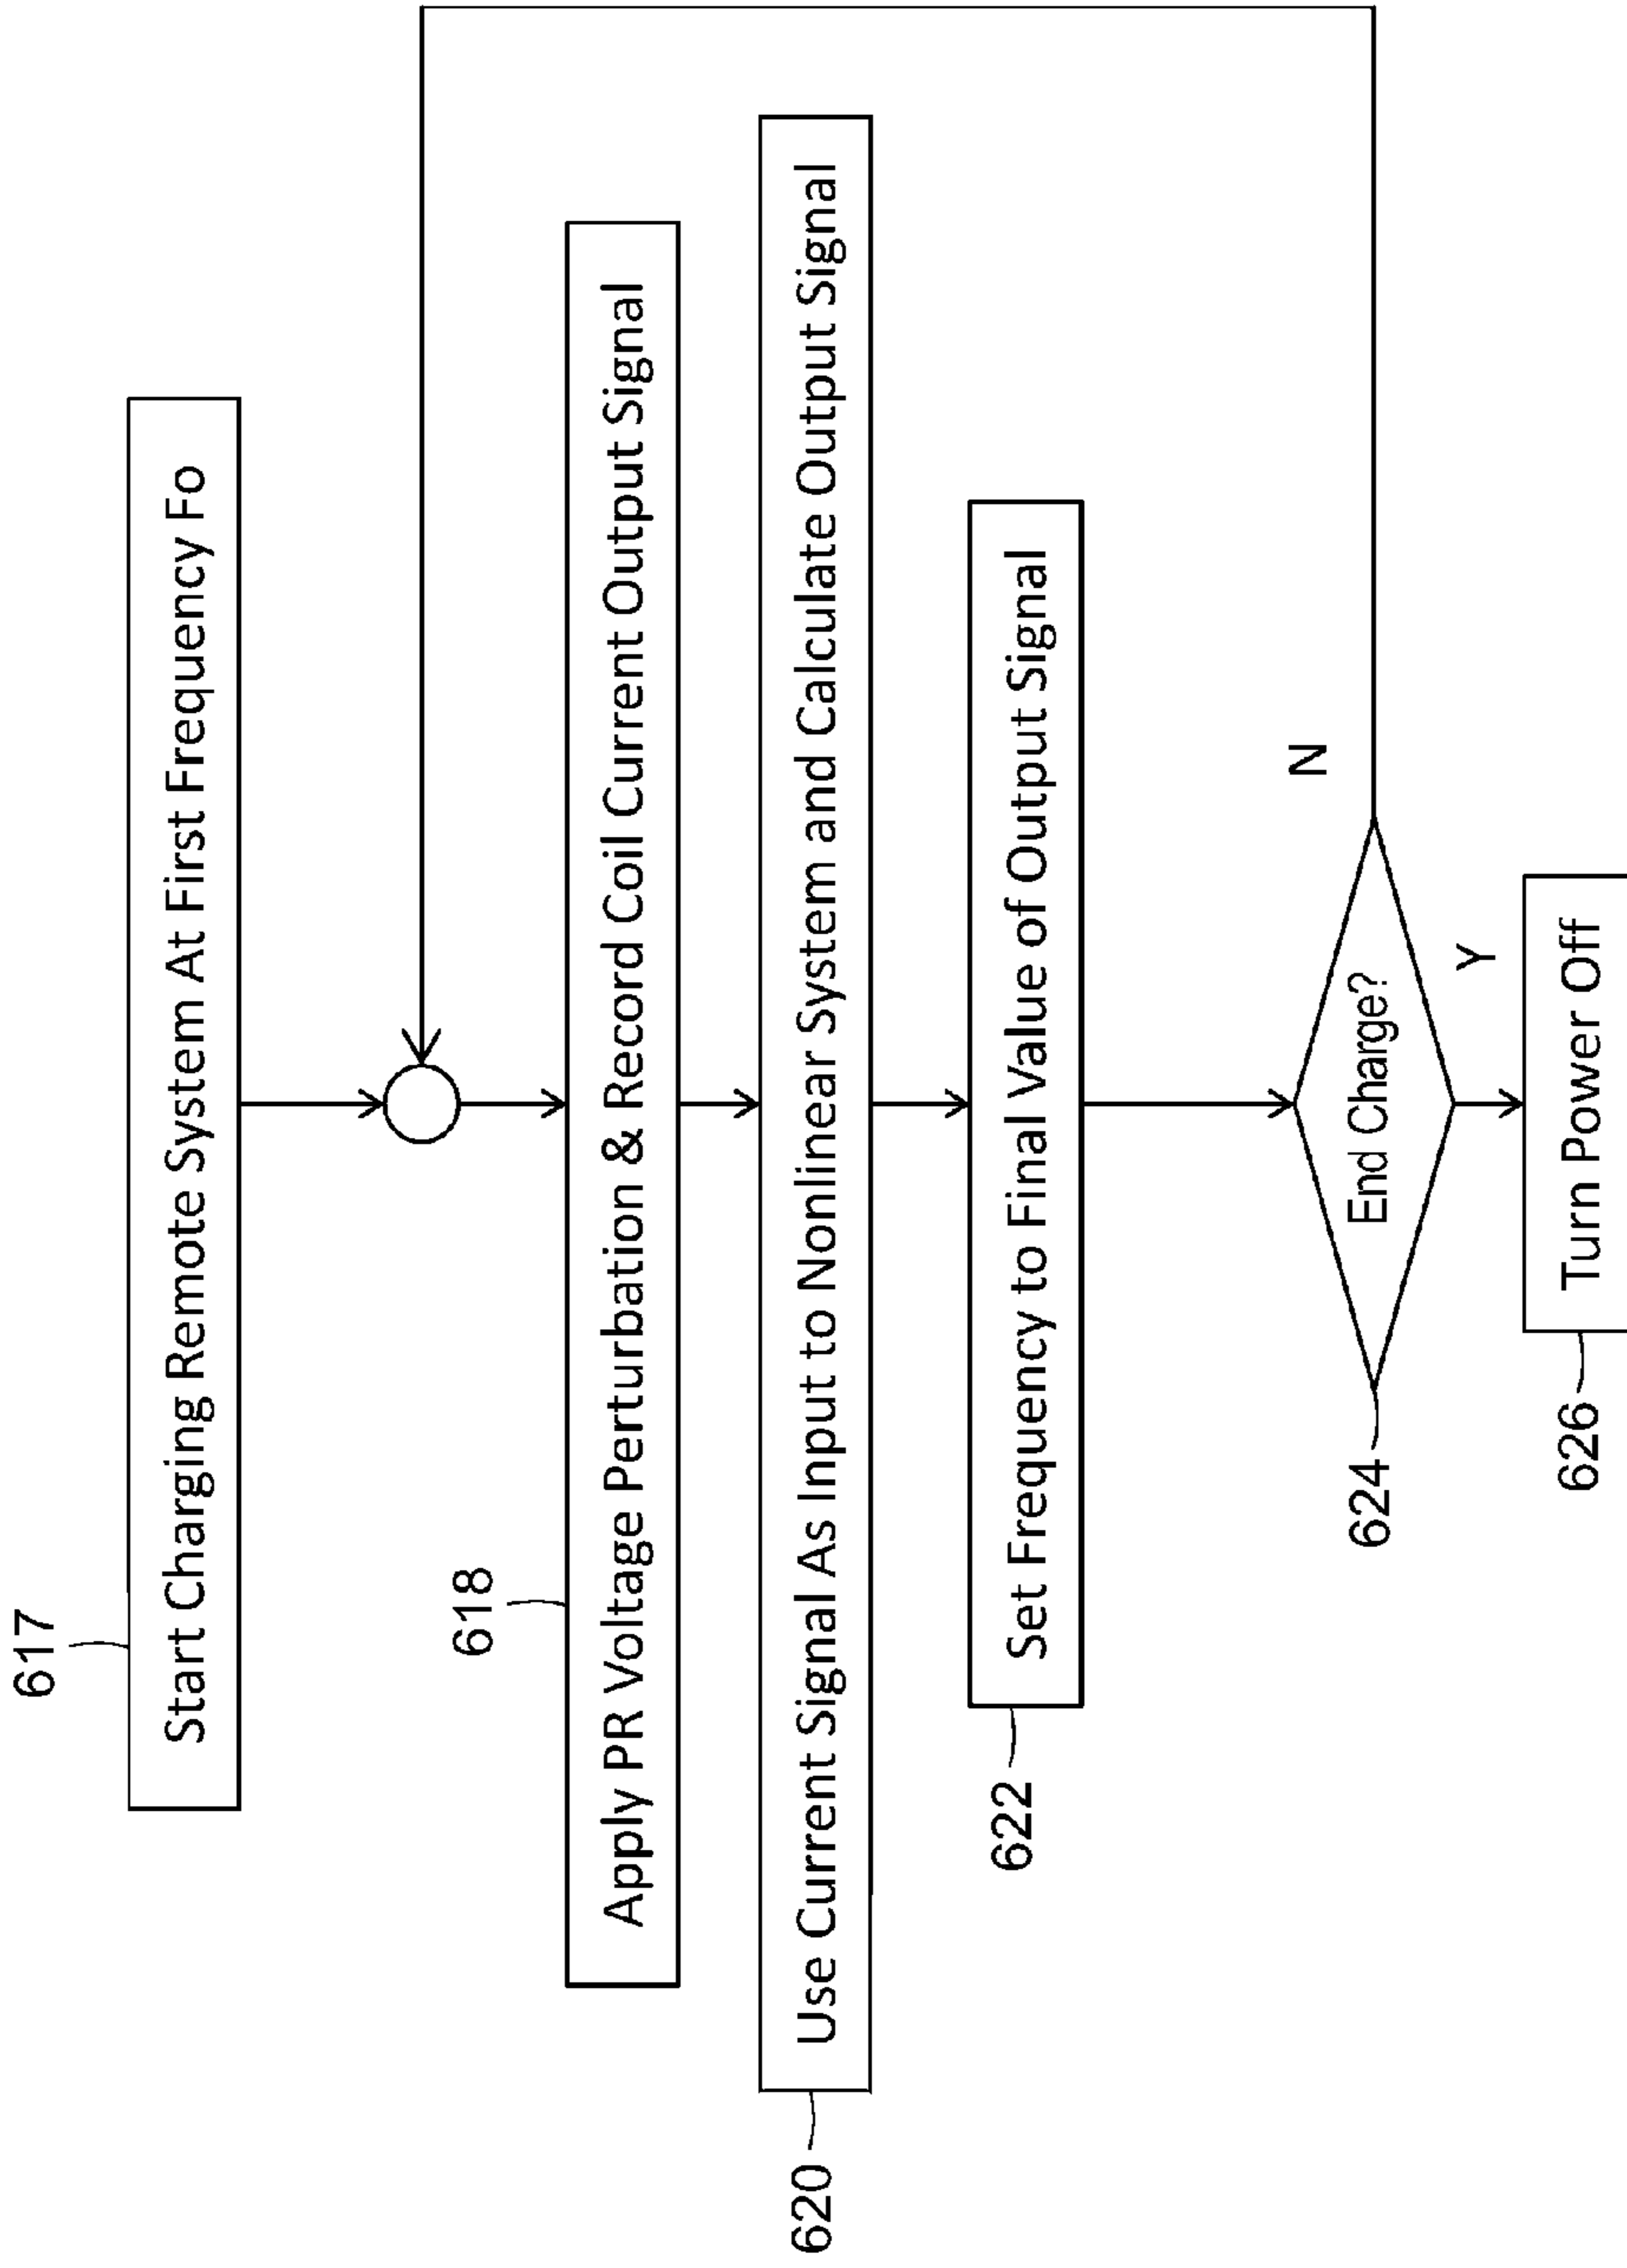 617
Start Charging Remote System At First Frequency Fo
618
Apply PR Voltage Perturbation & Record Coil Current Output Signal
620
Use Current Signal As Input to Nonlinear System and Calculate Output Signal
622
Set Frequency to Final Value of Output Signal
624
End Charge?
N
Y
626
Turn Power Off